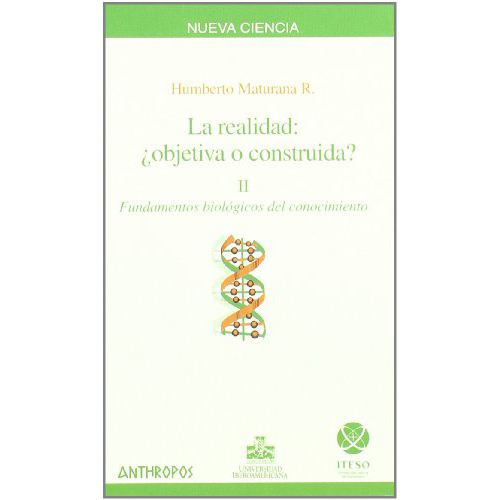 NUEVA CIENCIA
Humberto Maturana R.
La realidad:
¿objetiva o construida?
II
Fundamentos biológicos del conocimiento
ANTHROPOS
UNIVERSIDAD
IBEROAMERICANA
ITESO